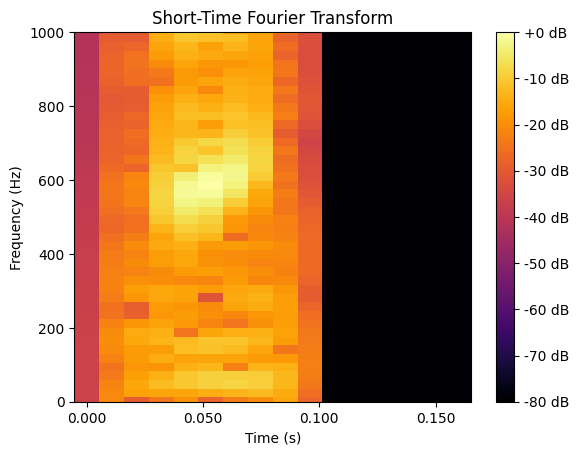 Short-Time Fourier Transform
1000
800
600
400
200
0
Frequency (Hz)
0.000
0.050
0.100
0.150
Time (s)
+0 dB
-10 dB
-20 dB
-30 dB
-40 dB
-50 dB
-60 dB
-70 dB
-80 dB